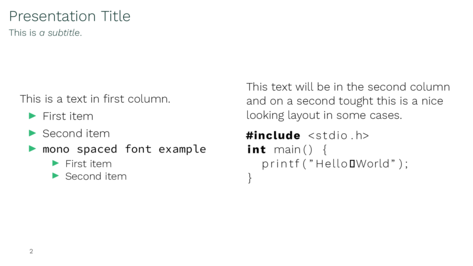 Presentation Title
This is a subtitle.
This is a text in first column.
▶ First item
▶ Second item
▶ mono spaced font example
▶ First item
▶ Second item
This text will be in the second column
and on a second tought this is a nice
looking layout in some cases.
#include <stdio.h>
int main() {
printf("Hello▯World");
}
2